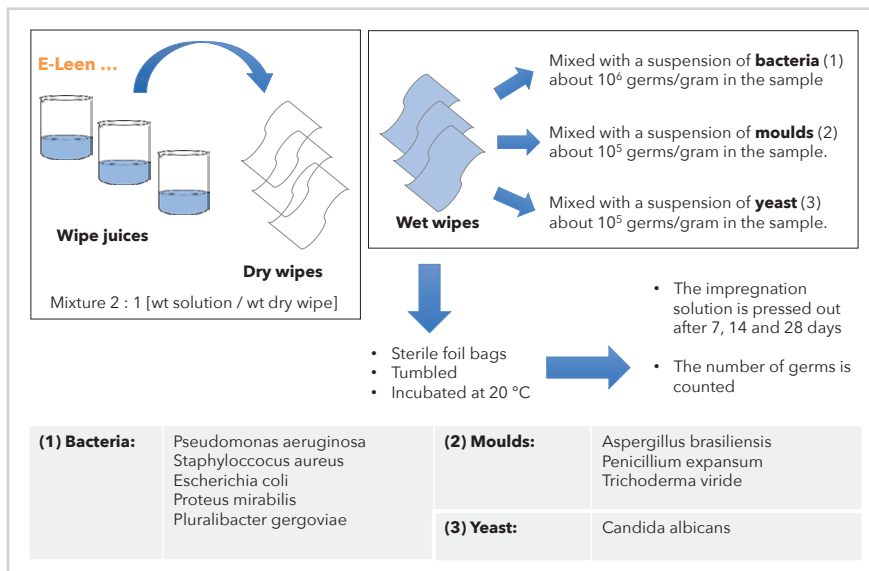 E-Leen ...
Wipe juices
Dry wipes
Mixture 2 : 1 [wt solution / wt dry wipe]
Wet wipes
Mixed with a suspension of bacteria (1)
about 10⁶ germs/gram in the sample
Mixed with a suspension of moulds (2)
about 10⁵ germs/gram in the sample.
Mixed with a suspension of yeast (3)
about 10⁵ germs/gram in the sample.
• Sterile foil bags
• Tumbled
• Incubated at 20 °C
• The impregnation
solution is pressed out
after 7, 14 and 28 days
• The number of germs is
counted
(1) Bacteria:
Pseudomonas aeruginosa
Staphyloccocus aureus
Escherichia coli
Proteus mirabilis
Pluralibacter gergoviae
(2) Moulds:
Aspergillus brasiliensis
Penicillium expansum
Trichoderma viride
(3) Yeast:
Candida albicans